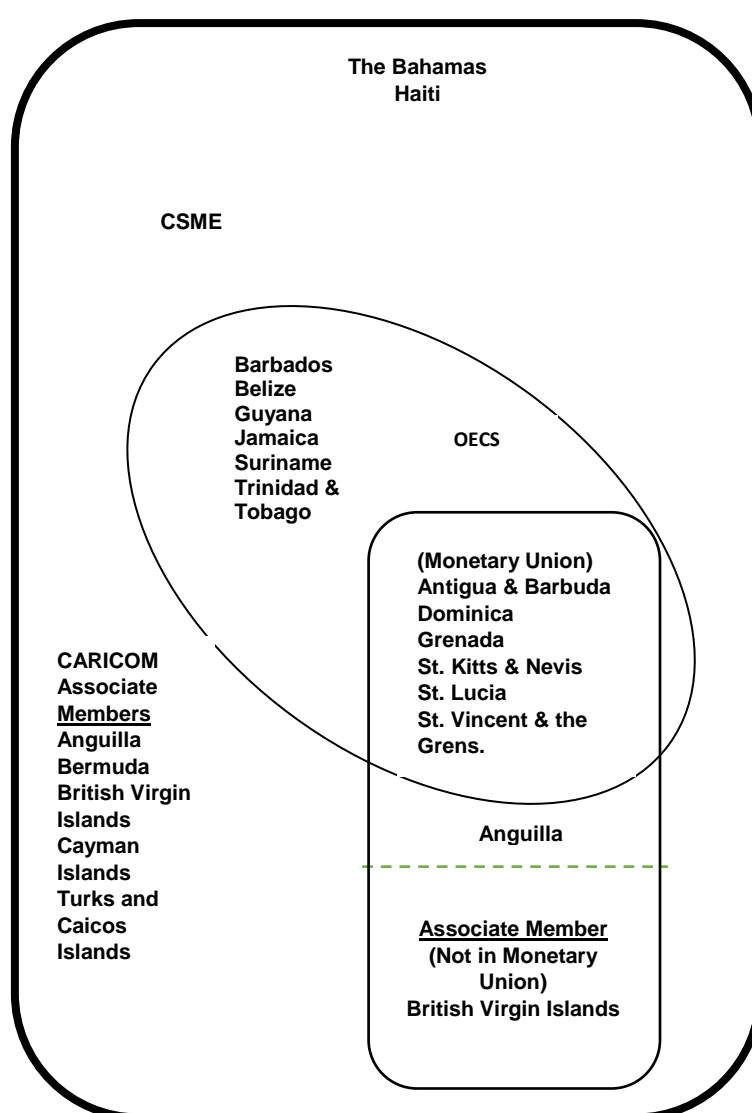 The Bahamas
Haiti
CSME
Barbados
Belize
Guyana
Jamaica
Suriname
Trinidad &
Tobago
OECS
(Monetary Union)
Antigua & Barbuda
Dominica
Grenada
St. Kitts & Nevis
St. Lucia
St. Vincent & the
Grens.
CARICOM
Associate
Members
Anguilla
Bermuda
British Virgin
Islands
Cayman
Islands
Turks and
Caicos
Islands
Anguilla
Associate Member
(Not in Monetary
Union)
British Virgin Islands